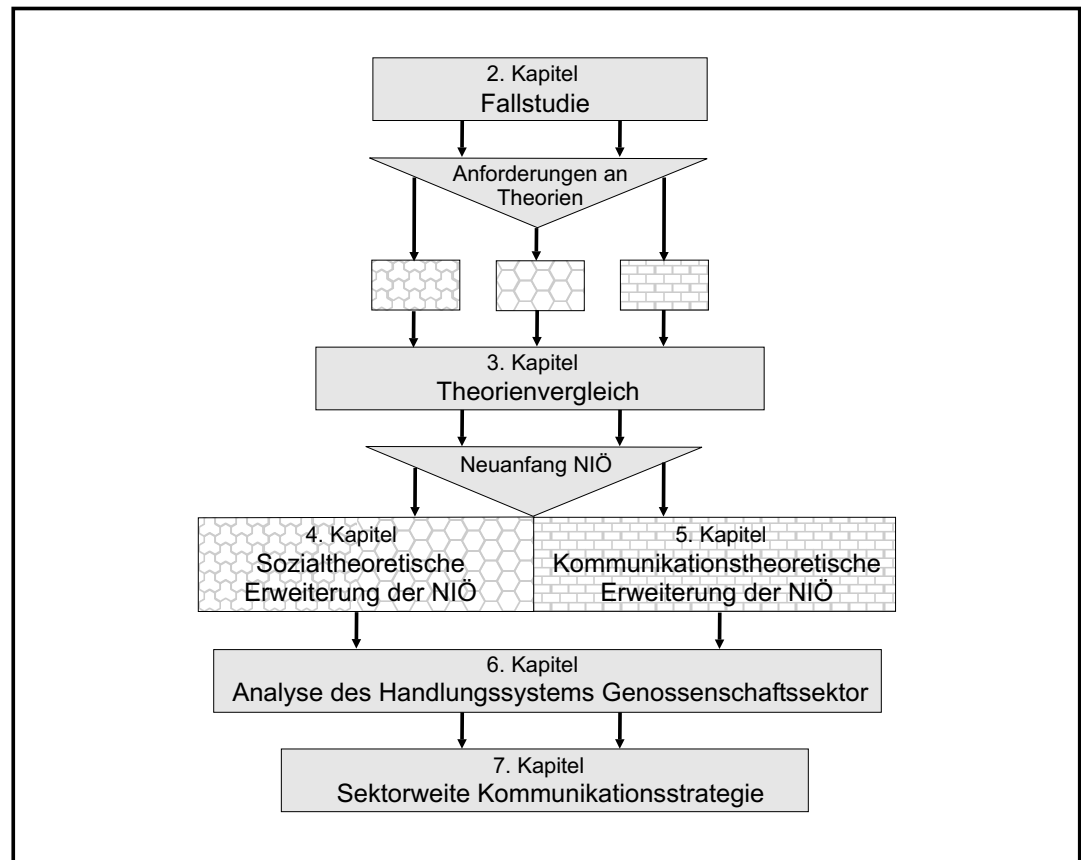 2. Kapitel
Fallstudie
Anforderungen an
Theorien
3. Kapitel
Theorienvergleich
Neuanfang NIÖ
4. Kapitel
Sozialtheoretische
Erweiterung der NIÖ
5. Kapitel
Kommunikationstheoretische
Erweiterung der NIÖ
6. Kapitel
Analyse des Handlungssystems Genossenschaftssektor
7. Kapitel
Sektorweite Kommunikationsstrategie